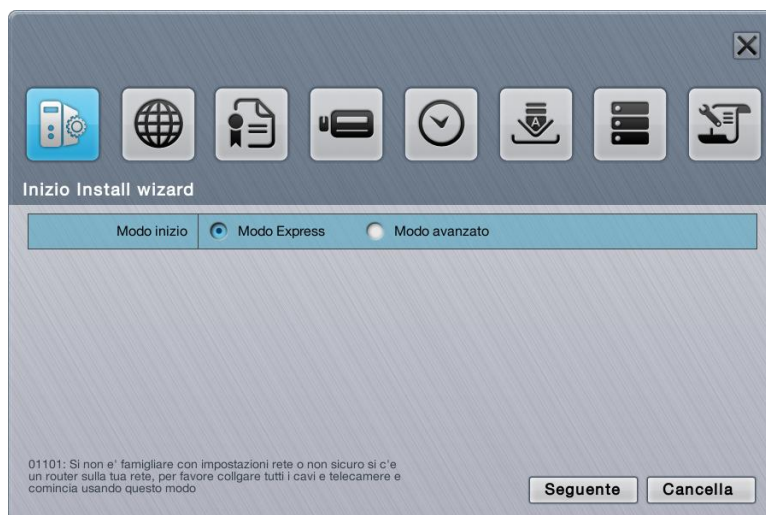 Inizio Install wizard
Modo inizio Modo Express Modo avanzato
01101: Si non e' famigliare con impostazioni rete o non sicuro si c'e
un router sulla tua rete, per favore collgare tutti i cavi e telecamere e
comincia usando questo modo
Seguente Cancella